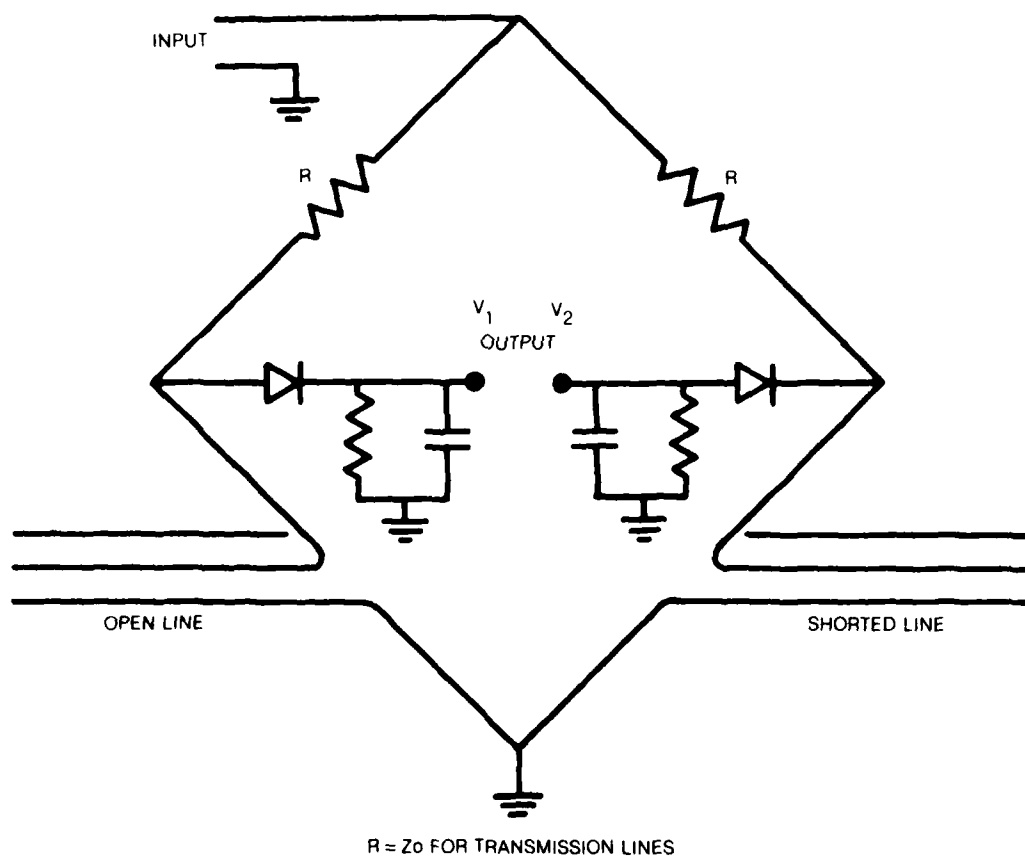 INPUT
R
R
V1 V2
OUTPUT
OPEN LINE
SHORTED LINE
R = Zo FOR TRANSMISSION LINES